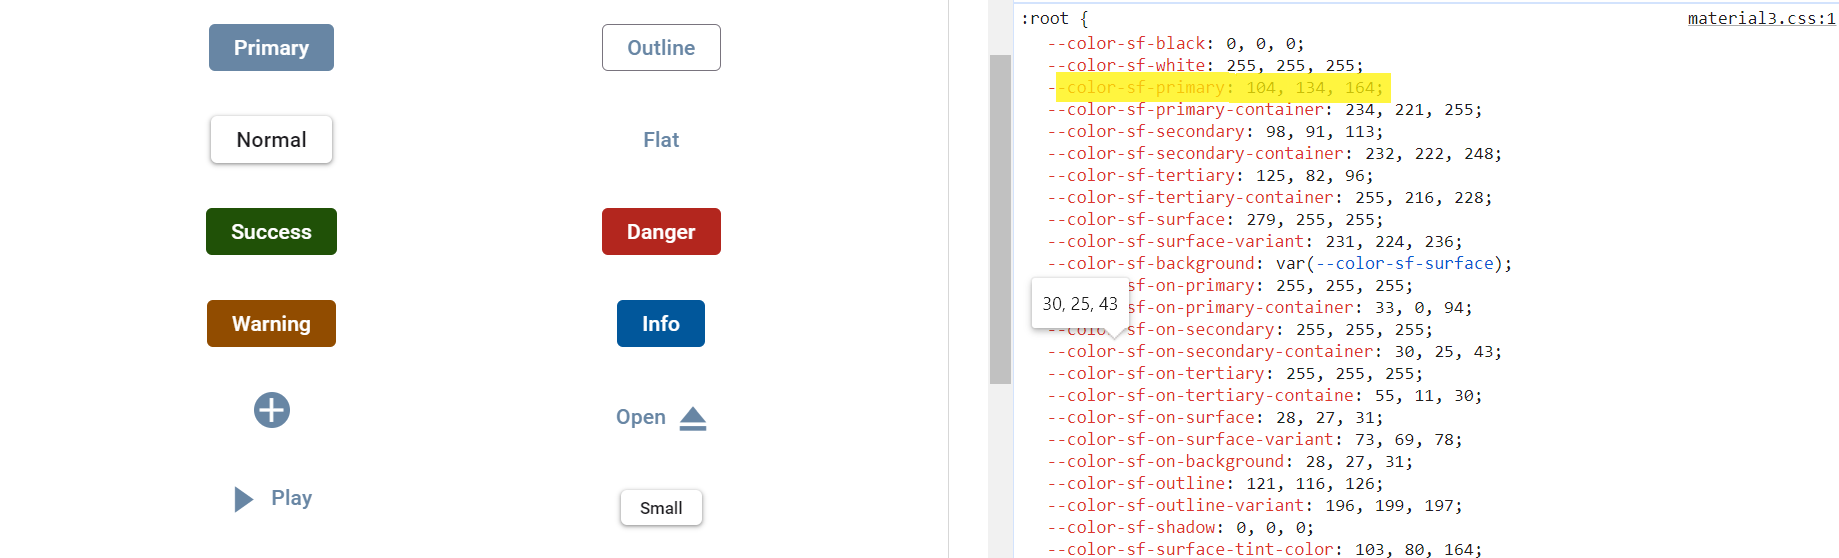 Primary
Outline
Normal
Flat
Success
Danger
Warning
Info
Open
Play
Small
:root {
material3.css:1
--color-sf-black: 0, 0, 0;
--color-sf-white: 255, 255, 255;
--color-sf-primary: 104, 134, 164;
--color-sf-primary-container: 234, 221, 255;
--color-sf-secondary: 98, 91, 113;
--color-sf-secondary-container: 232, 222, 248;
--color-sf-tertiary: 125, 82, 96;
--color-sf-tertiary-container: 255, 216, 228;
--color-sf-surface: 279, 255, 255;
--color-sf-surface-variant: 231, 224, 236;
--color-sf-background: var(--color-sf-surface);
sf-on-primary: 255, 255, 255;
30, 25, 43
sf-on-primary-container: 33, 0, 94;
--color-sf-on-secondary: 255, 255, 255;
--color-sf-on-secondary-container: 30, 25, 43;
--color-sf-on-tertiary: 255, 255, 255;
--color-sf-on-tertiary-containe: 55, 11, 30;
--color-sf-on-surface: 28, 27, 31;
--color-sf-on-surface-variant: 73, 69, 78;
--color-sf-on-background: 28, 27, 31;
--color-sf-outline: 121, 116, 126;
--color-sf-outline-variant: 196, 199, 197;
--color-sf-shadow: 0, 0, 0;
--color-sf-surface-tint-color: 103, 80, 164;